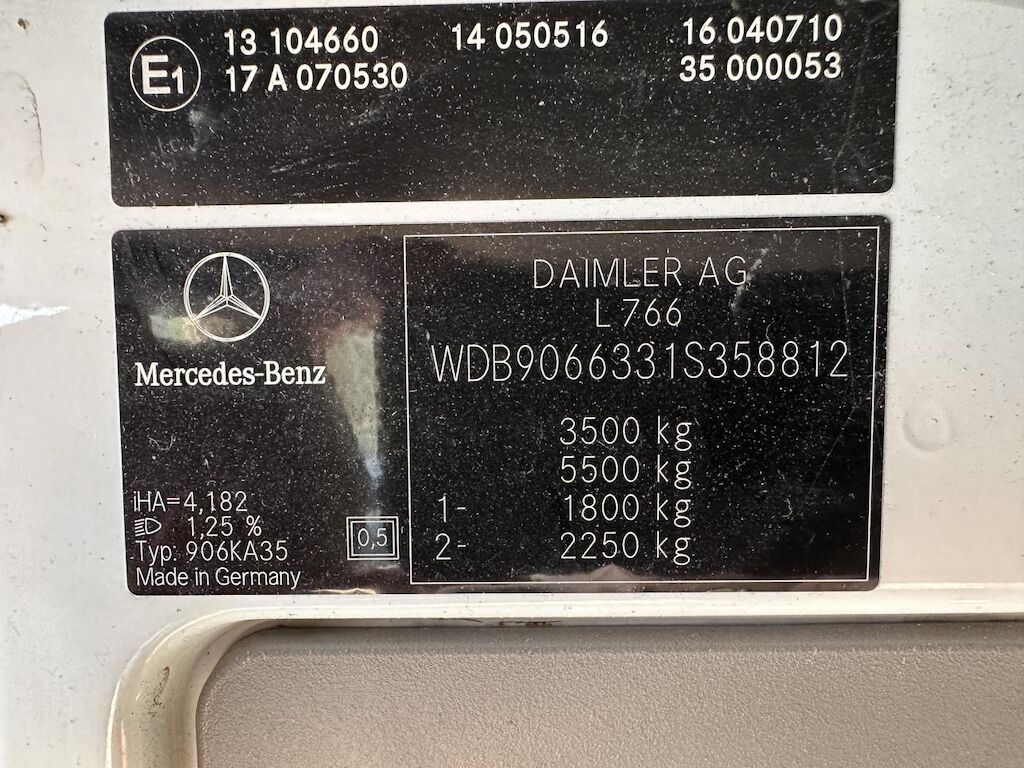 E1 13 104660 14 050516 16 040710
17 A 070530 35 000053
DAIMLER AG
L 766
WDB9066331S358812
Mercedes-Benz
3500 kg
5500 kg
1- 1800 kg
2- 2250 kg
iHA=4,182
1,25 %
Typ: 906KA35
0,5
Made in Germany